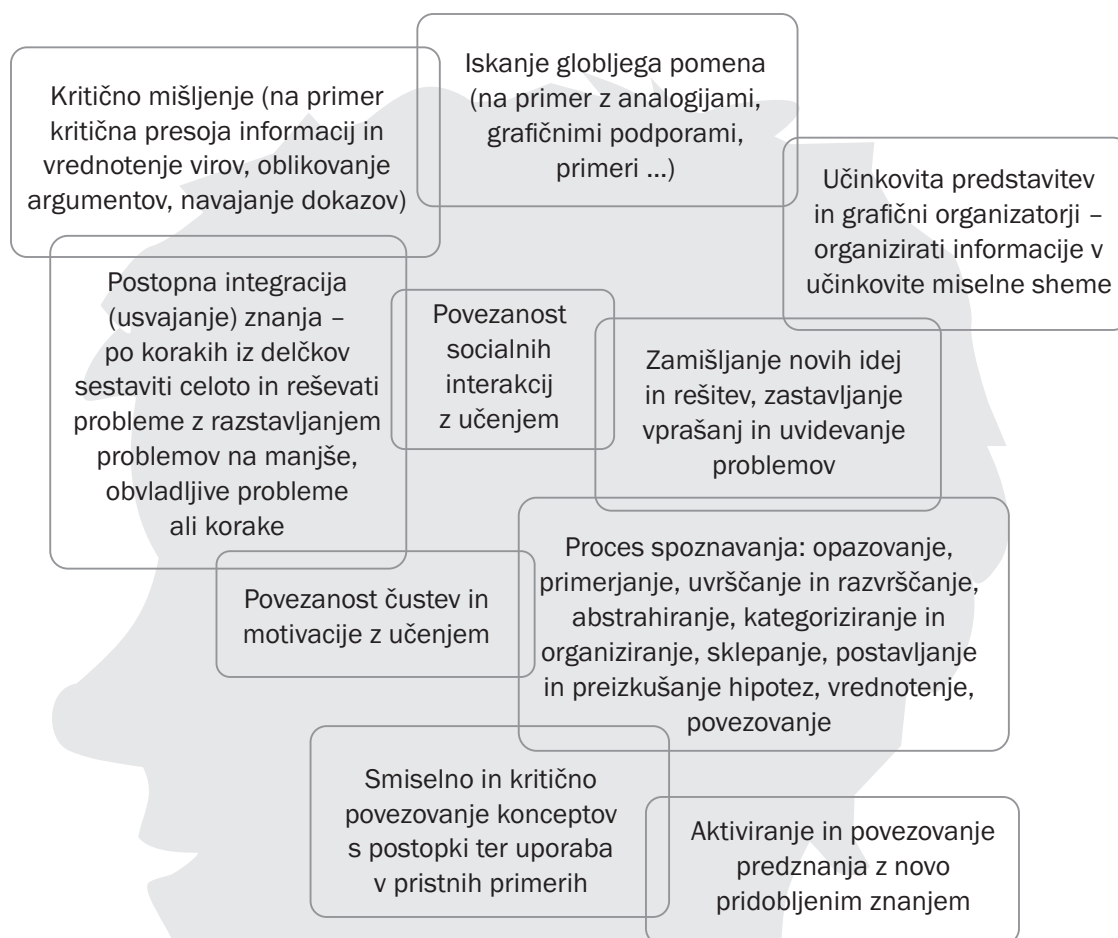 Kritično mišljenje (na primer
kritična presoja informacij in
vrednotenje virov, oblikovanje
argumentov, navajanje dokazov)
Iskanje globljega pomena
(na primer z analogijami,
grafičnimi podporami,
primeri ...)
Učinkovita predstavitev
in grafični organizatorji –
organizirati informacije v
učinkovite miselne sheme
Postopna integracija
(usvajanje) znanja –
po korakih iz delčkov
sestaviti celoto in reševati
probleme z razstavljanjem
problemov na manjše,
obvladljive probleme
ali korake
Povezanost
socialnih
interakcij
z učenjem
Zamišljanje novih idej
in rešitev, zastavljanje
vprašanj in uvidevanje
problemov
Povezanost čustev in
motivacije z učenjem
Proces spoznavanja: opazovanje,
primerjanje, uvrščanje in razvrščanje,
abstrahiranje, kategoriziranje in
organiziranje, sklepanje, postavljanje
in preizkušanje hipotez, vrednotenje,
povezovanje
Smiselno in kritično
povezovanje konceptov
s postopki ter uporaba
v pristnih primerih
Aktiviranje in povezovanje
predznanja z novo
pridobljenim znanjem